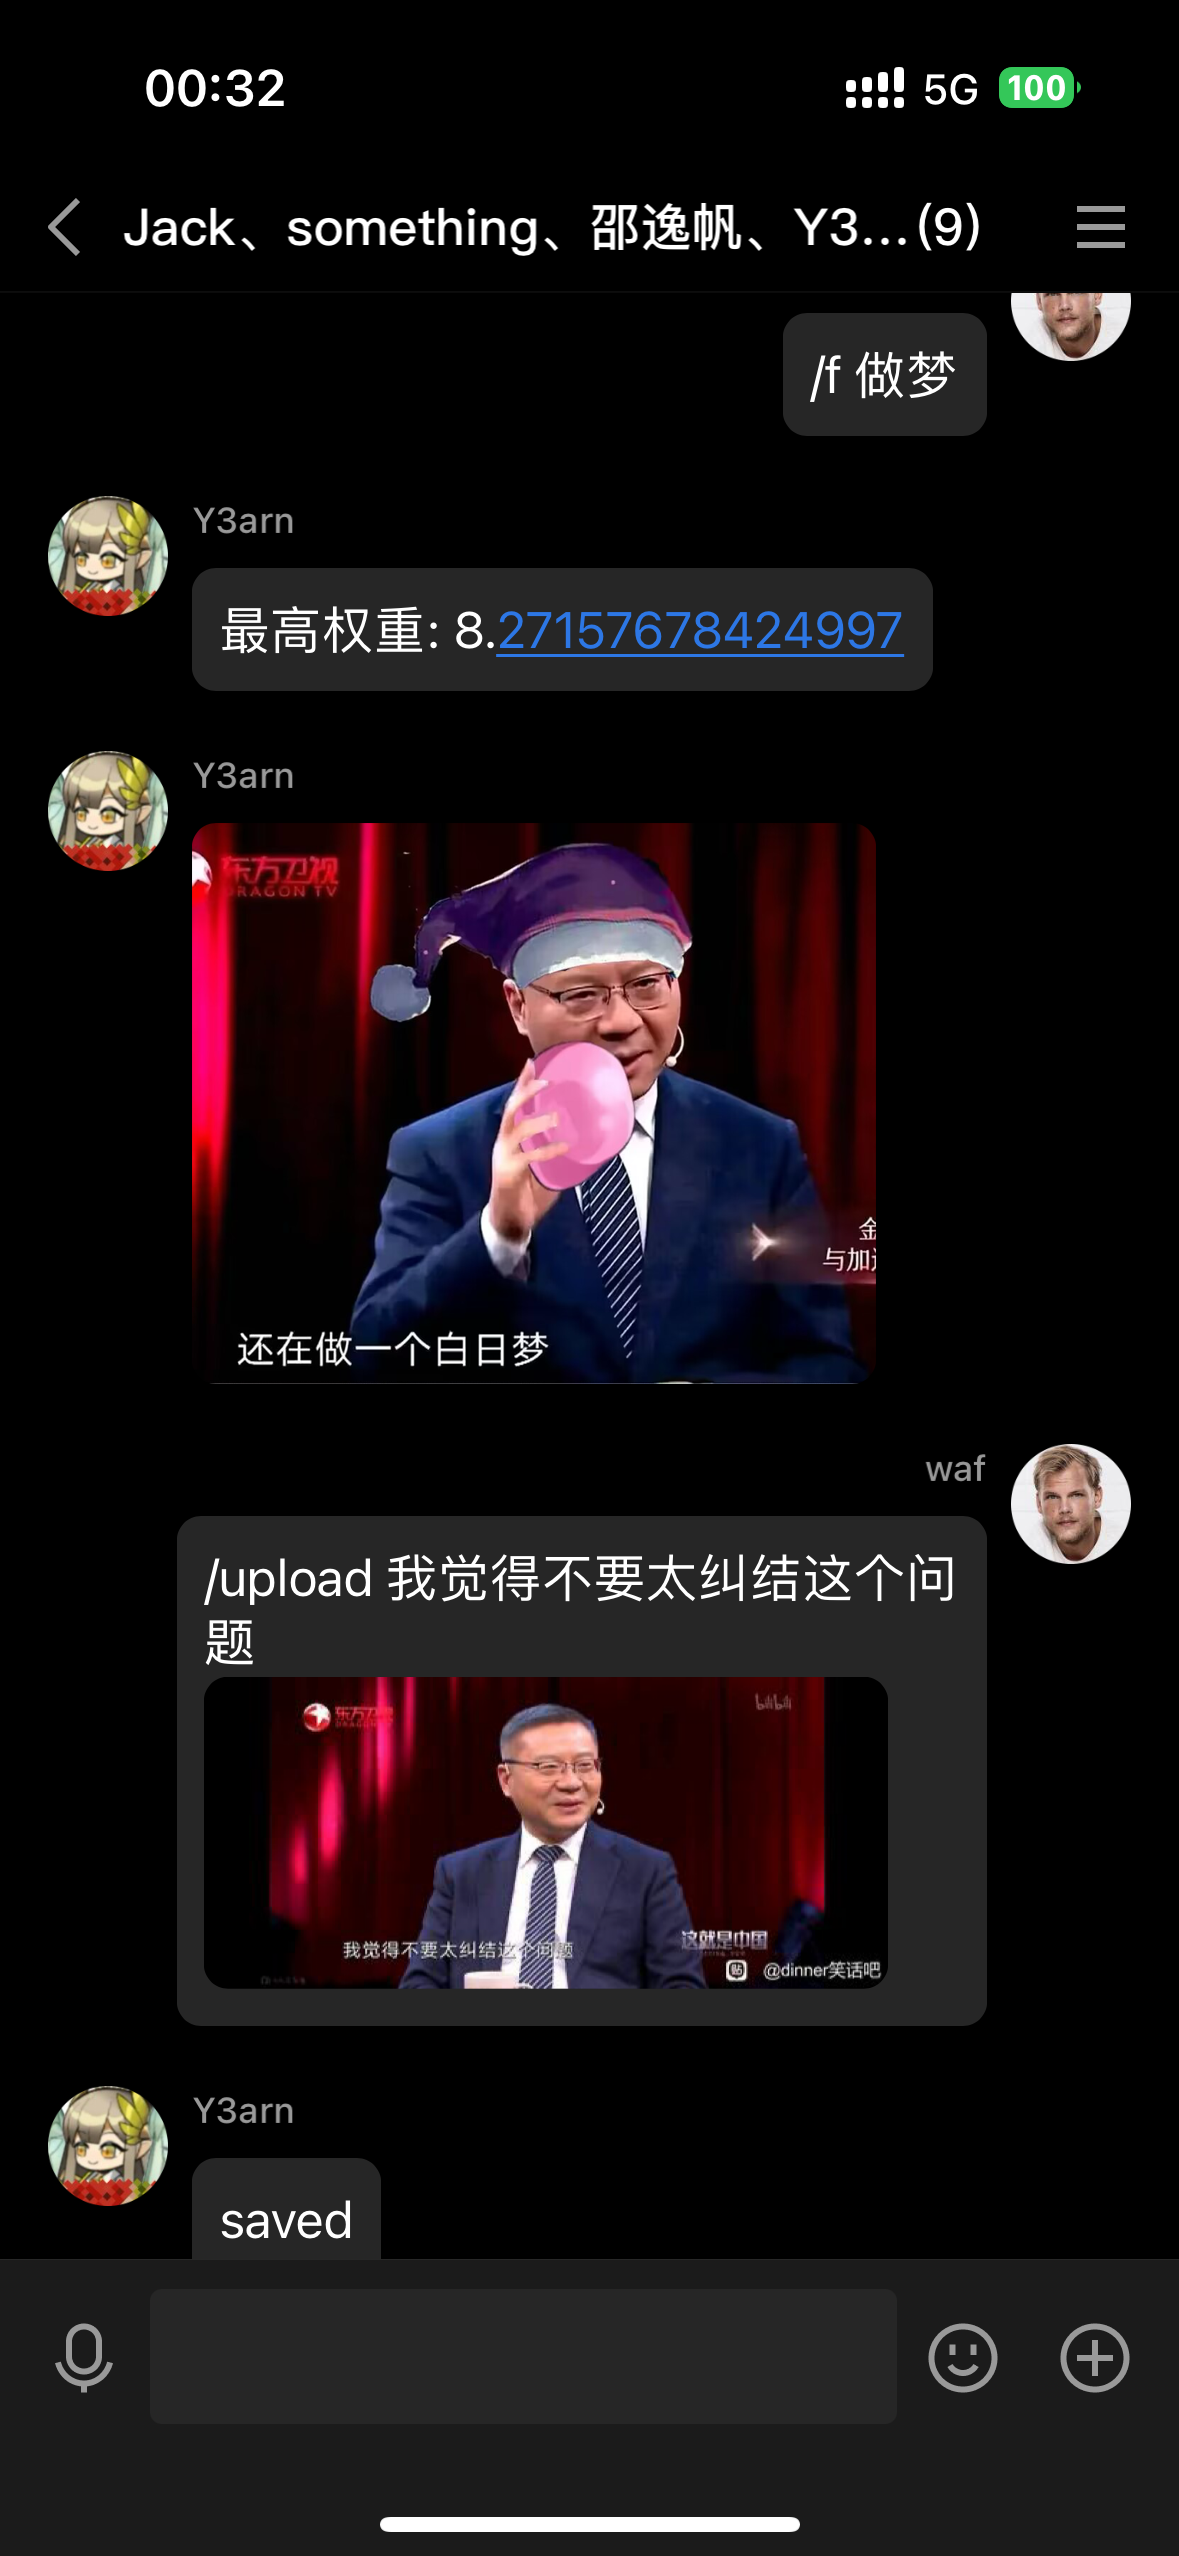 00:32
5G 100
Jack、something、邵逸帆、Y3...(9)
/f 做梦
Y3arn
最高权重: 8.27157678424997
Y3arn
东方卫视
DRAGON TV
金
与加
还在做一个白日梦
waf
/upload 我觉得不要太纠结这个问
题
东方卫视
DRAGON TV
bilibili
我觉得不要太纠结这个问题
这就是中国
贴 @dinner笑话吧
Y3arn
saved